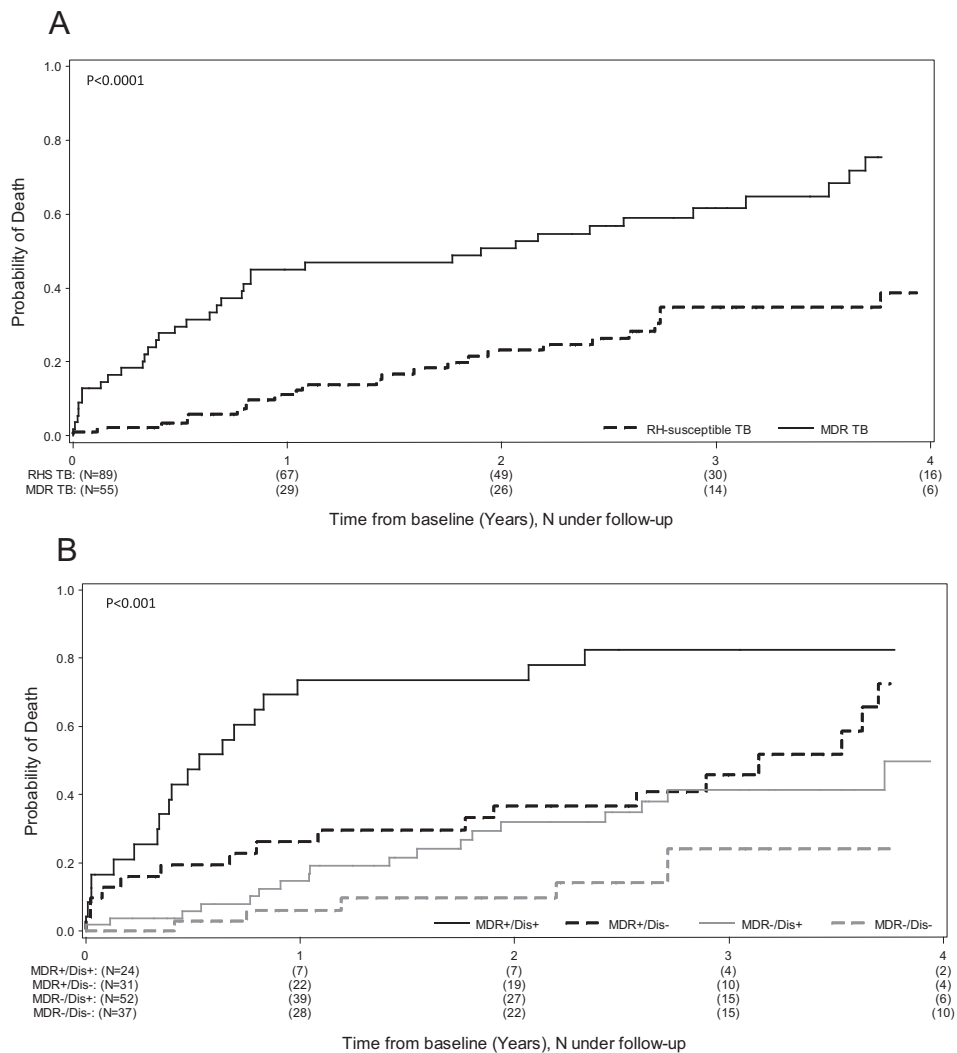 A
1.0
P<0.0001
0.8
0.6
0.4
0.2
0.0
Probability of Death
RH-susceptible TB MDR TB
0 1 2 3 4
RHS TB: (N=89) (67) (49) (30) (16)
MDR TB: (N=55) (29) (26) (14) (6)
Time from baseline (Years), N under follow-up
B
1.0
P<0.001
0.8
0.6
0.4
0.2
0.0
Probability of Death
MDR+/Dis+ MDR+/Dis- MDR-/Dis+ MDR-/Dis-
0 1 2 3 4
MDR+/Dis+: (N=24) (7) (7) (4) (2)
MDR+/Dis-: (N=31) (22) (19) (10) (4)
MDR-/Dis+: (N=52) (39) (27) (15) (6)
MDR-/Dis-: (N=37) (28) (22) (15) (10)
Time from baseline (Years), N under follow-up